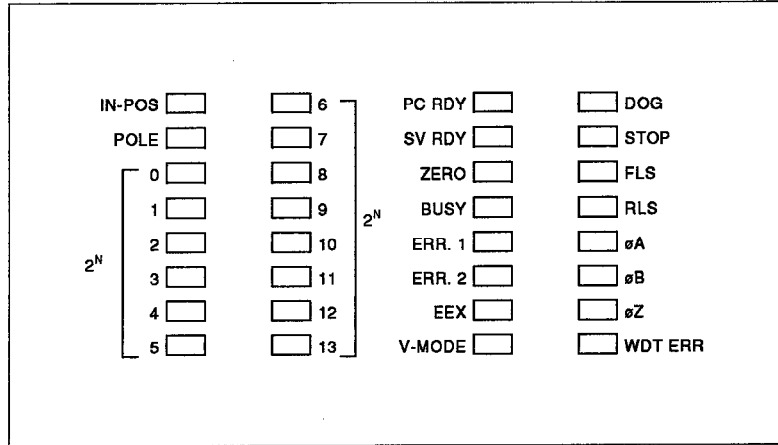 IN-POS 6 PC RDY DOG
POLE 7 SV RDY STOP
0 8 ZERO FLS
1 9 BUSY RLS
2 10 ERR. 1 øA
2ᴺ 3 11 2ᴺ ERR. 2 øB
4 12 EEX øZ
5 13 V-MODE WDT ERR